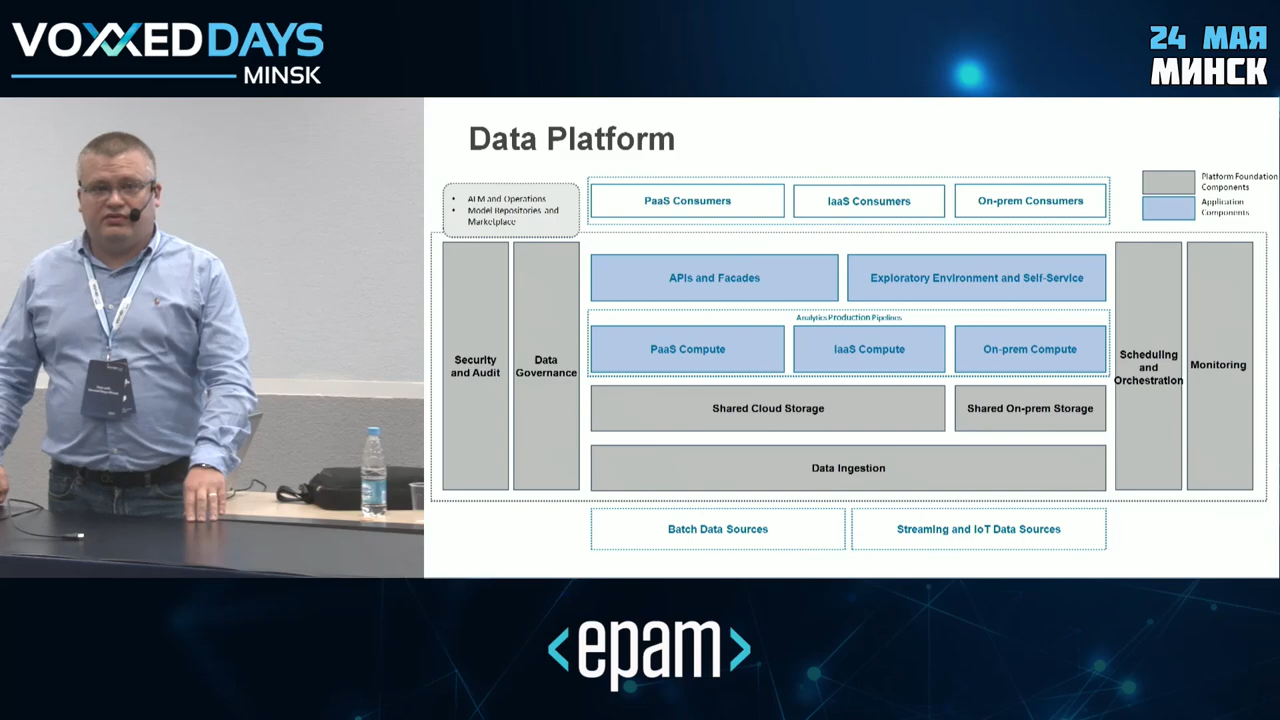 VOXXEDDAYS
MINSK
24 МАЯ
МИНСК
Data Platform
• ALM and Operations
• Model Repositories and
Marketplace
PaaS Consumers
IaaS Consumers
On-prem Consumers
Platform Foundation
Components
Application
Components
APIs and Facades
Exploratory Environment and Self-Service
Analytics Production Pipelines
PaaS Compute
IaaS Compute
On-prem Compute
Security
and Audit
Data
Governance
Scheduling
and
Orchestration
Monitoring
Shared Cloud Storage
Shared On-prem Storage
Data Ingestion
Batch Data Sources
Streaming and IoT Data Sources
<epam>